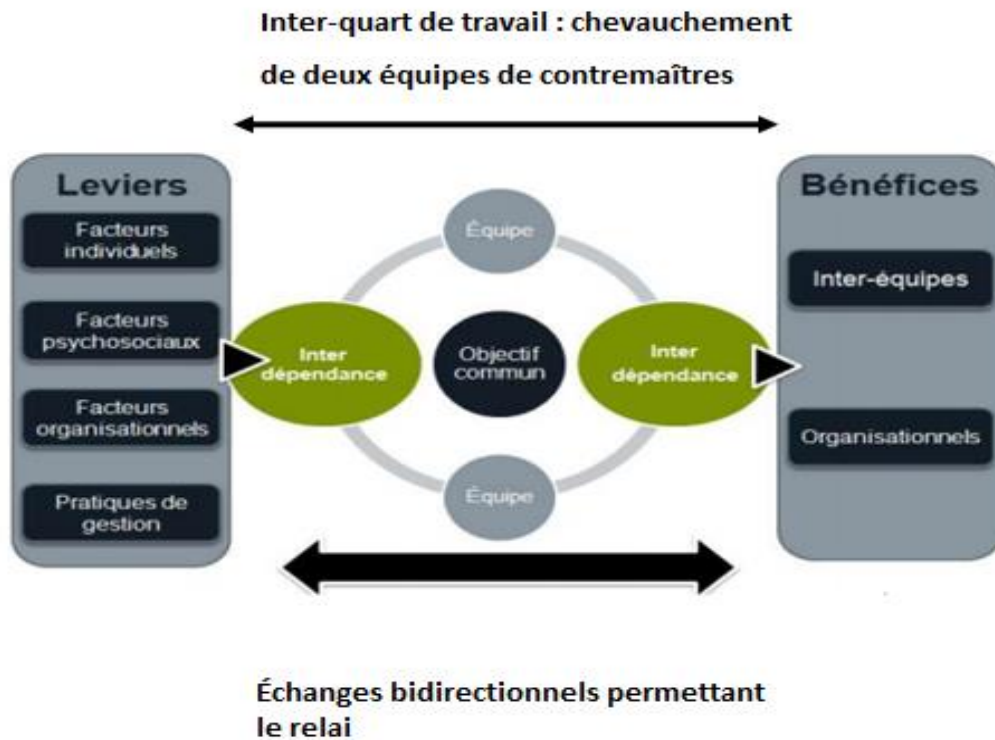 Inter-quart de travail : chevauchement
de deux équipes de contremaîtres
Leviers
Facteurs
individuels
Facteurs
psychosociaux
Facteurs
organisationnels
Pratiques de
gestion
Équipe
Inter
dépendance
Objectif
commun
Inter
dépendance
Équipe
Bénéfices
Inter-équipes
Organisationnels
Échanges bidirectionnels permettant
le relai